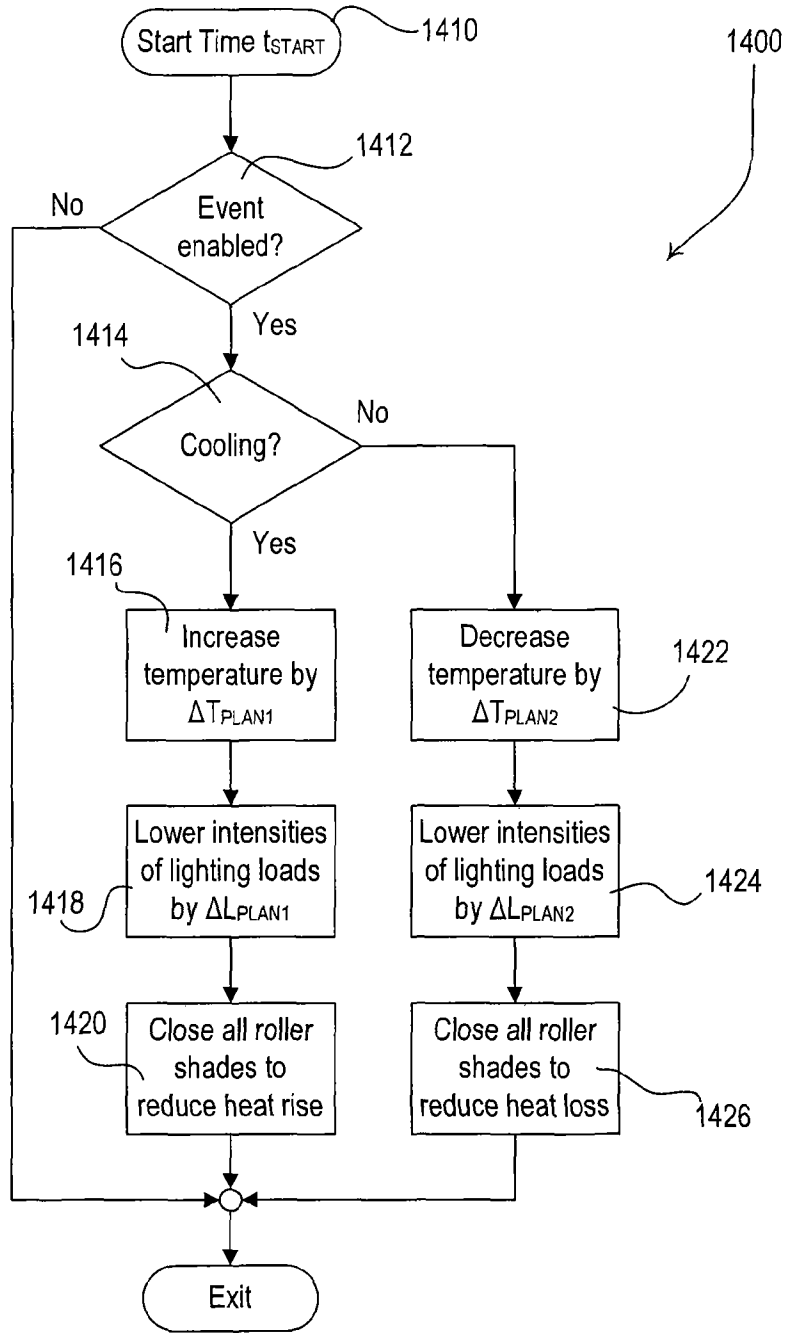 Start Time tSTART
1410
1400
1412
No
Event
enabled?
Yes
1414
No
Cooling?
Yes
1416
Increase
temperature by
ΔTPLAN1
Decrease
temperature by
ΔTPLAN2
1422
Lower intensities
of lighting loads
by ΔLPLAN1
1418
Lower intensities
of lighting loads
by ΔLPLAN2
1424
1420
Close all roller
shades to
reduce heat rise
Close all roller
shades to
reduce heat loss
1426
Exit